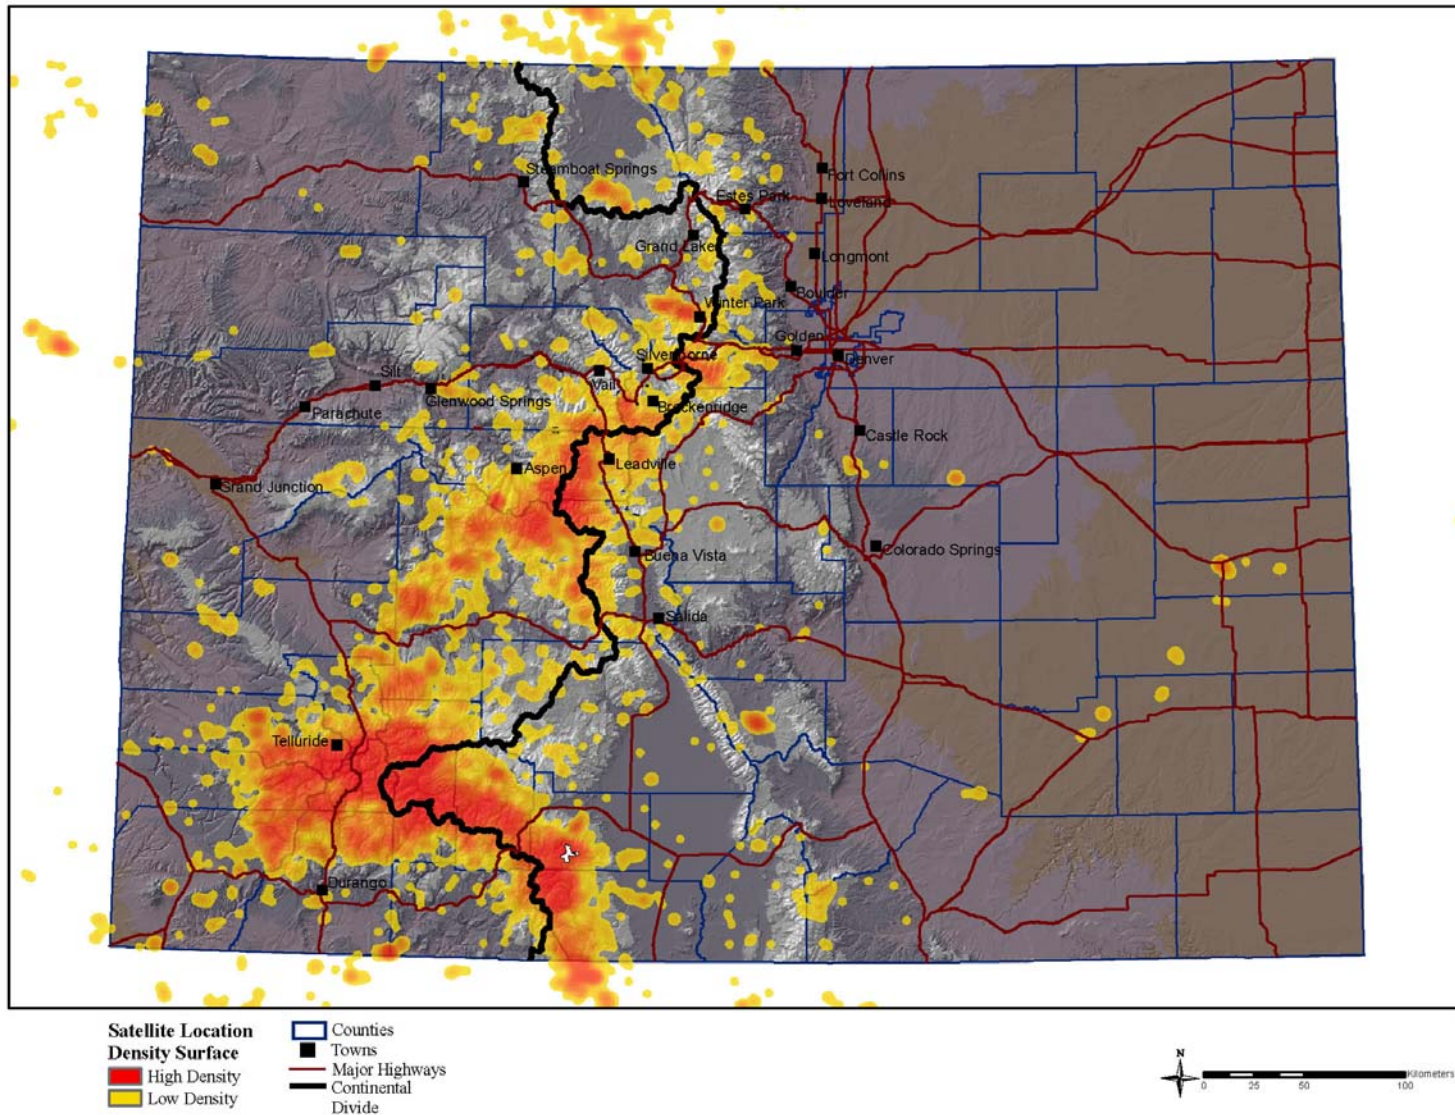 Steamboat Springs
Fort Collins
Estes Park
Loveland
Grand Lake
Longmont
Boulder
Winter Park
Golden
Silverthorne
Denver
Vail
Silt
Glenwood Springs
Breckenridge
Parachute
Castle Rock
Aspen
Leadville
Grand Junction
Buena Vista
Colorado Springs
Salida
Telluride
Durango
Satellite Location
Density Surface
High Density
Low Density
Counties
Towns
Major Highways
Continental
Divide
N
Kilometers
0 25 50 100